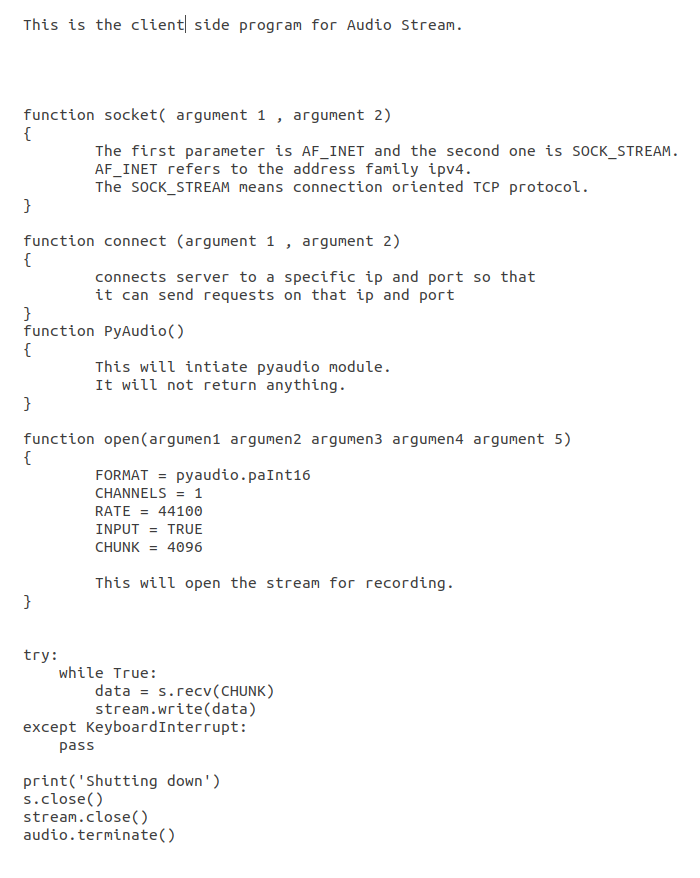 This is the client side program for Audio Stream.
function socket( argument 1 , argument 2)
{
The first parameter is AF_INET and the second one is SOCK_STREAM.
AF_INET refers to the address family ipv4.
The SOCK_STREAM means connection oriented TCP protocol.
}
function connect (argument 1 , argument 2)
{
connects server to a specific ip and port so that
it can send requests on that ip and port
}
function PyAudio()
{
This will intiate pyaudio module.
It will not return anything.
}
function open(argumen1 argumen2 argumen3 argumen4 argument 5)
{
FORMAT = pyaudio.paInt16
CHANNELS = 1
RATE = 44100
INPUT = TRUE
CHUNK = 4096
This will open the stream for recording.
}
try:
while True:
data = s.recv(CHUNK)
stream.write(data)
except KeyboardInterrupt:
pass
print('Shutting down')
s.close()
stream.close()
audio.terminate()